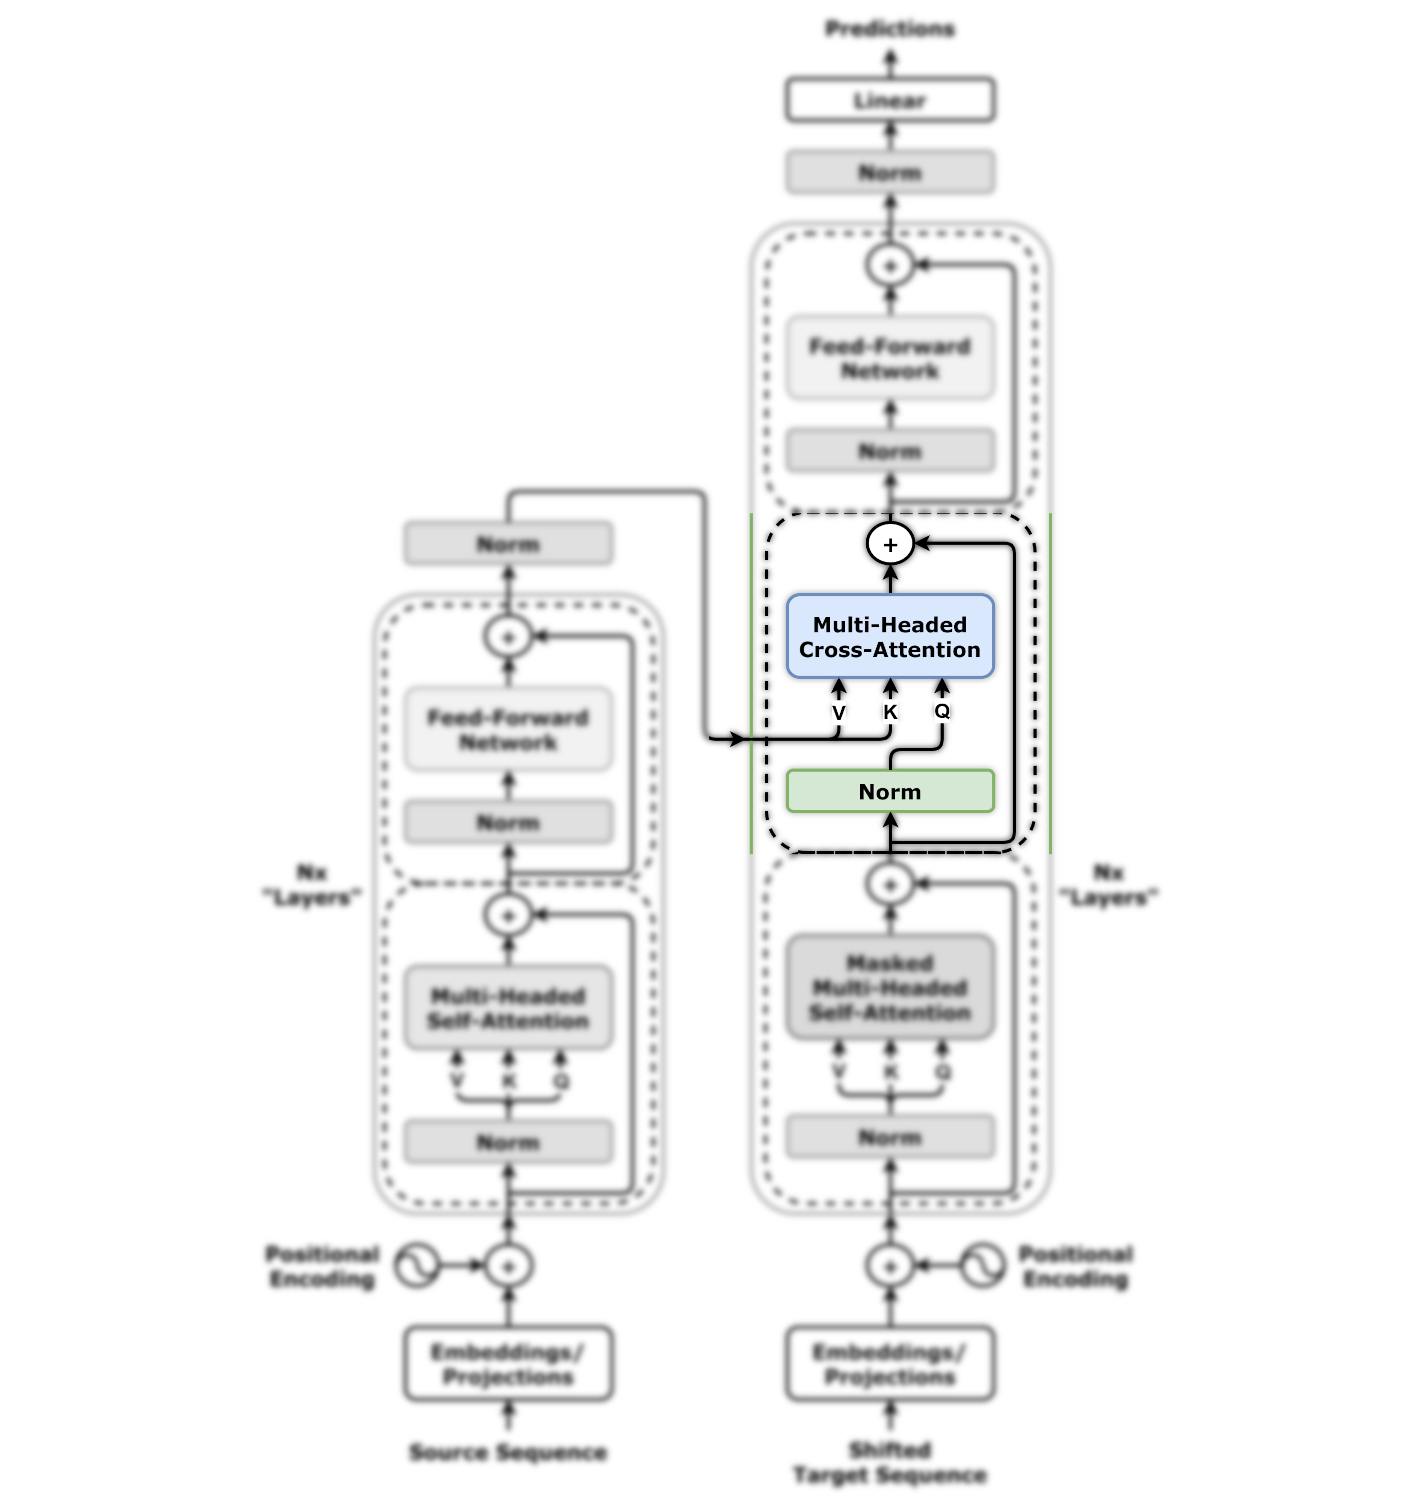 Predictions
Linear
Norm
+
Feed-Forward
Network
Norm
+
Multi-Headed
Cross-Attention
V K Q
Norm
+
Masked
Multi-Headed
Self-Attention
V K Q
Norm
Nx
"Layers"
+
Positional
Encoding
Embeddings/
Projections
Shifted
Target Sequence
Norm
+
Feed-Forward
Network
Norm
Nx
"Layers"
+
Multi-Headed
Self-Attention
V K Q
Norm
Positional
Encoding
+
Embeddings/
Projections
Source Sequence